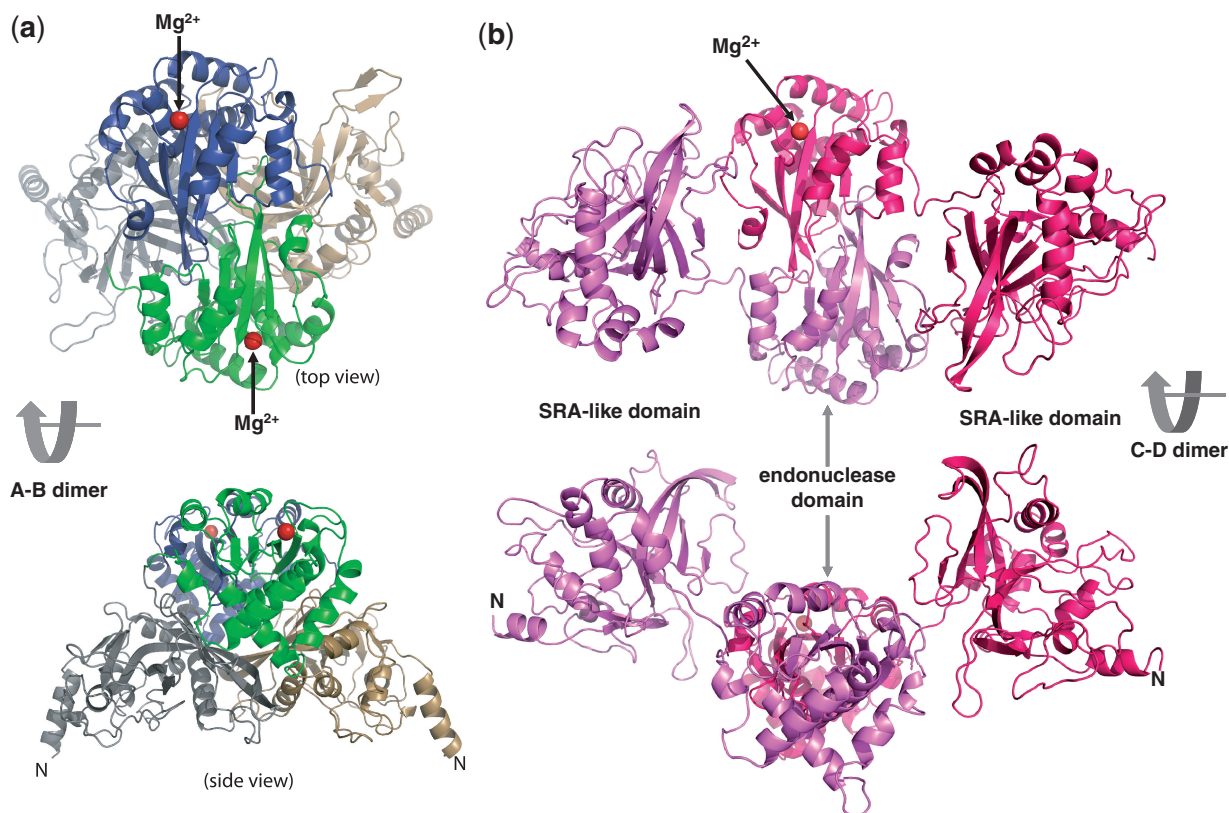 (a)
Mg²⁺
(top view)
Mg²⁺
A-B dimer
N
N
(side view)
(b)
Mg²⁺
SRA-like domain
SRA-like domain
C-D dimer
endonuclease
domain
N
N